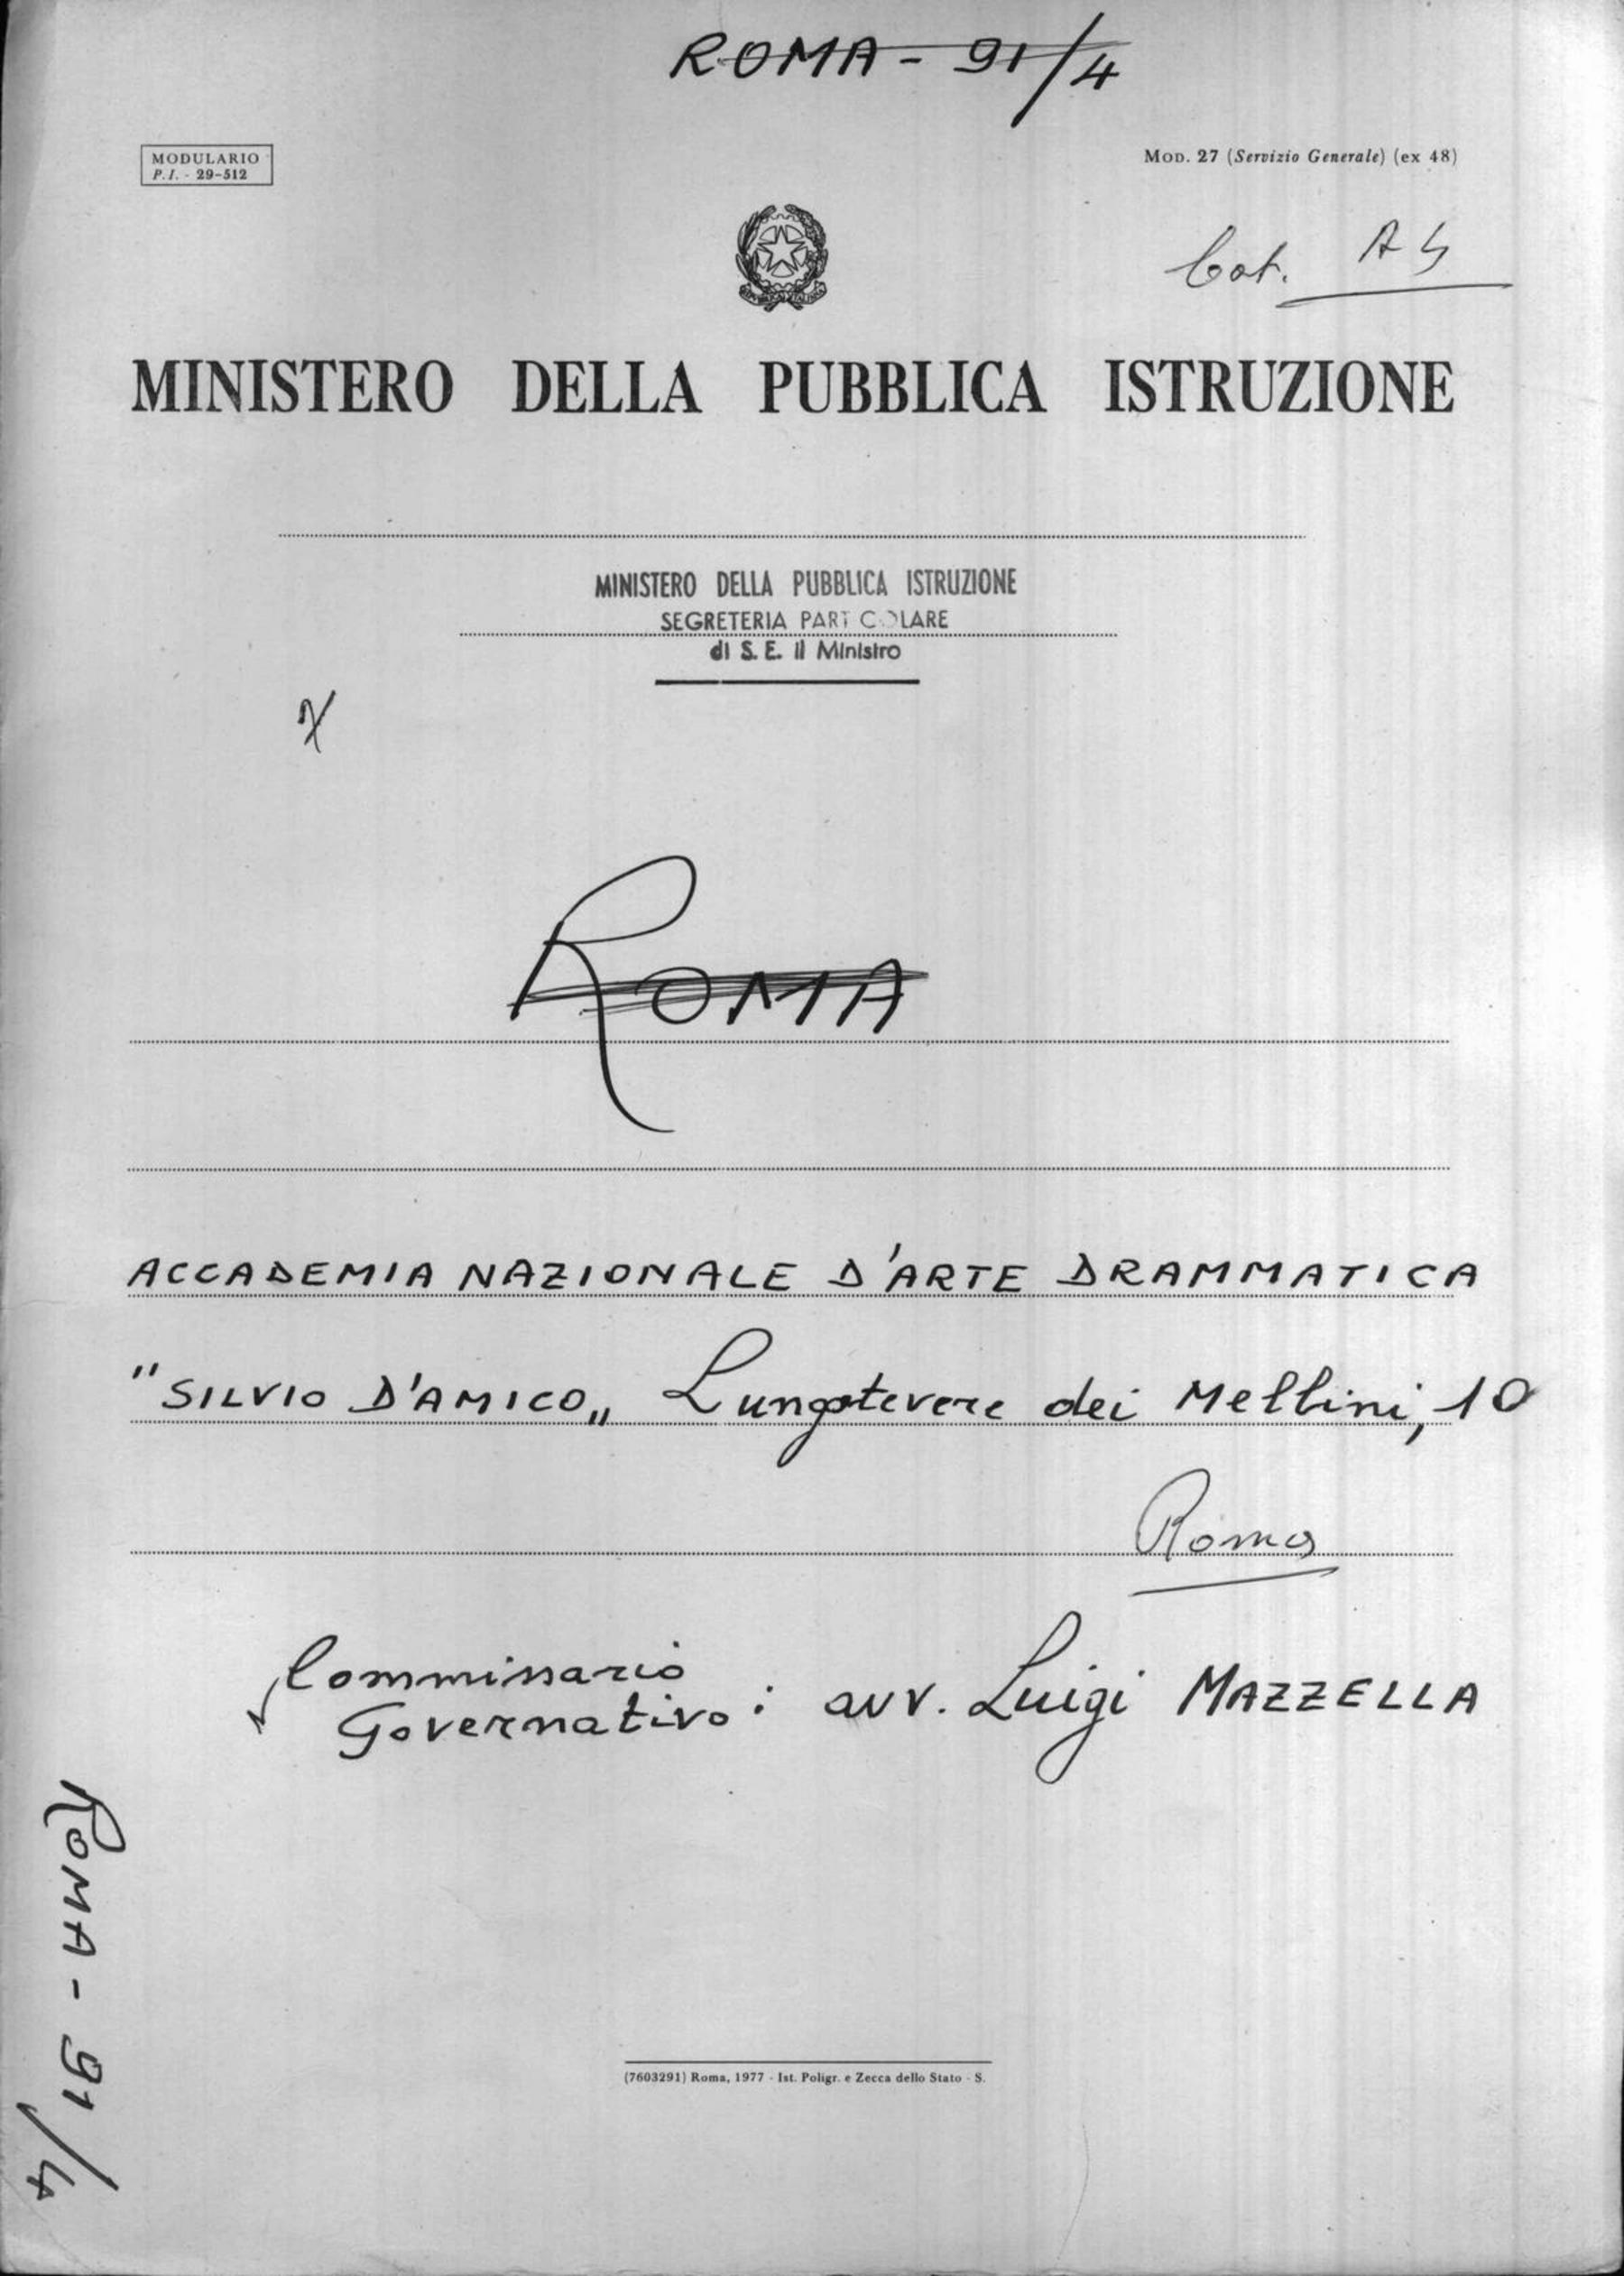 ROMA - 91/4
MODULARIO
P.I. - 29-512
MOD. 27 (Servizio Generale) (ex 48)
Cat. A4
MINISTERO DELLA PUBBLICA ISTRUZIONE
MINISTERO DELLA PUBBLICA ISTRUZIONE
SEGRETERIA PARTICOLARE
di S. E. il Ministro
ROMA
ACCADEMIA NAZIONALE D'ARTE DRAMMATICA
"SILVIO D'AMICO„ Lungotevere dei Mellini, 10
Roma
Commissario
Governativo: avv. Luigi MAZZELLA
ROMA - 91/4
(7603291) Roma, 1977 - Ist. Poligr. e Zecca dello Stato - S.